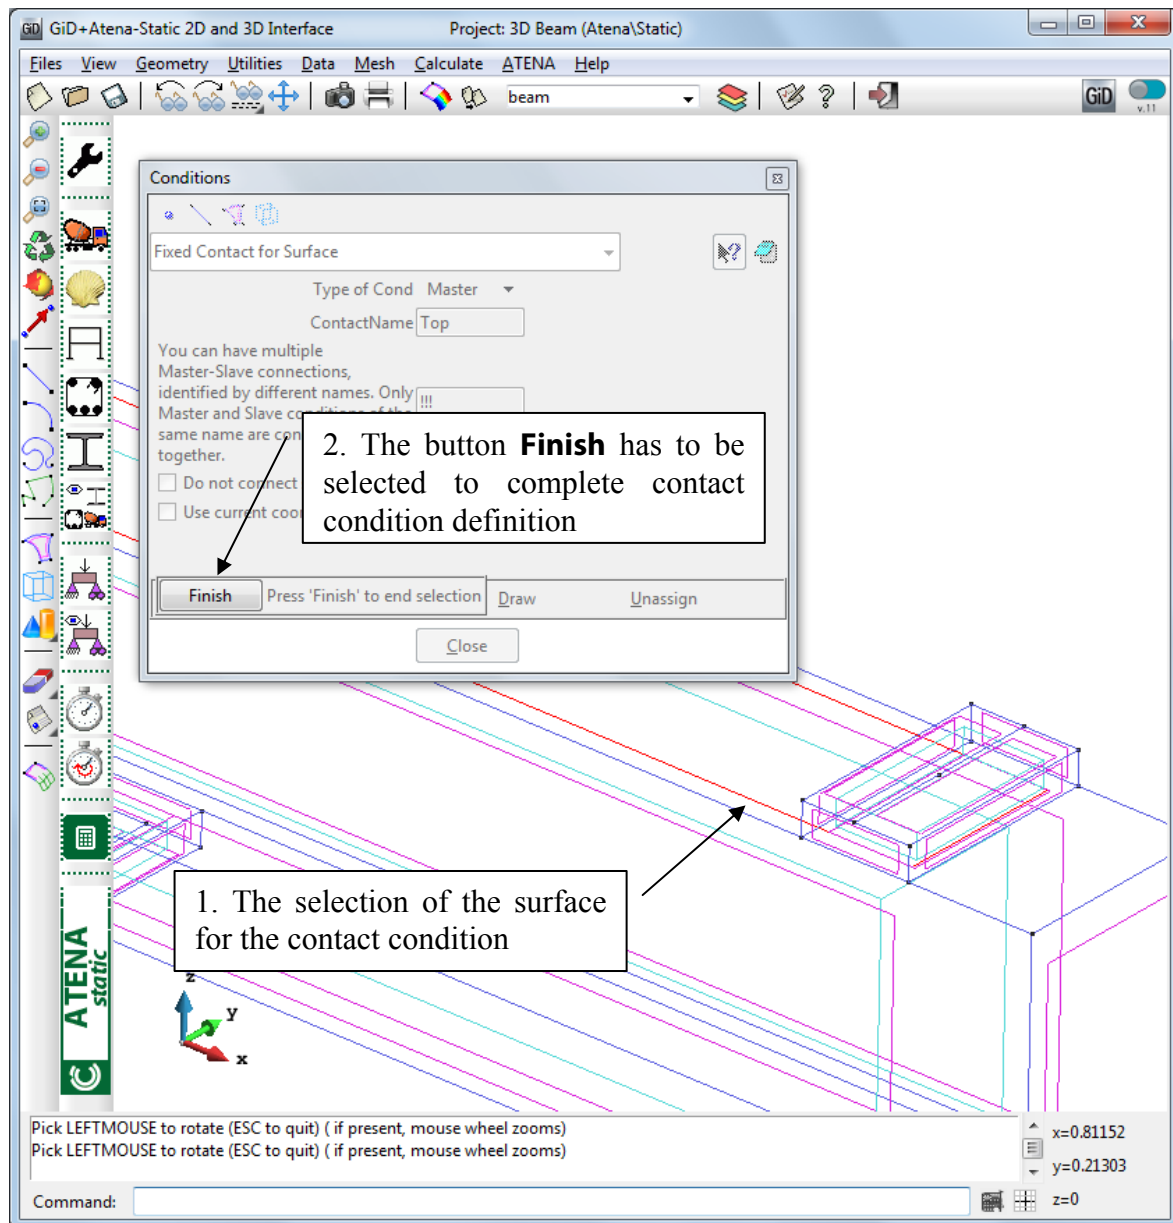 GiD GiD+Atena-Static 2D and 3D Interface Project: 3D Beam (Atena\Static)
Files View Geometry Utilities Data Mesh Calculate ATENA Help
beam
GiD
v.11
Conditions
Fixed Contact for Surface
Type of Cond Master
ContactName Top
You can have multiple
Master-Slave connections,
identified by different names. Only
!!!
Master and Slave conditions of the
same name are con
together.
Do not connect
Use current coor
2. The button Finish has to be
selected to complete contact
condition definition
Finish Press 'Finish' to end selection Draw Unassign
Close
1. The selection of the surface
for the contact condition
ATENA
static
z
y
x
Pick LEFTMOUSE to rotate (ESC to quit) ( if present, mouse wheel zooms)
Pick LEFTMOUSE to rotate (ESC to quit) ( if present, mouse wheel zooms)
x=0.81152
y=0.21303
z=0
Command: